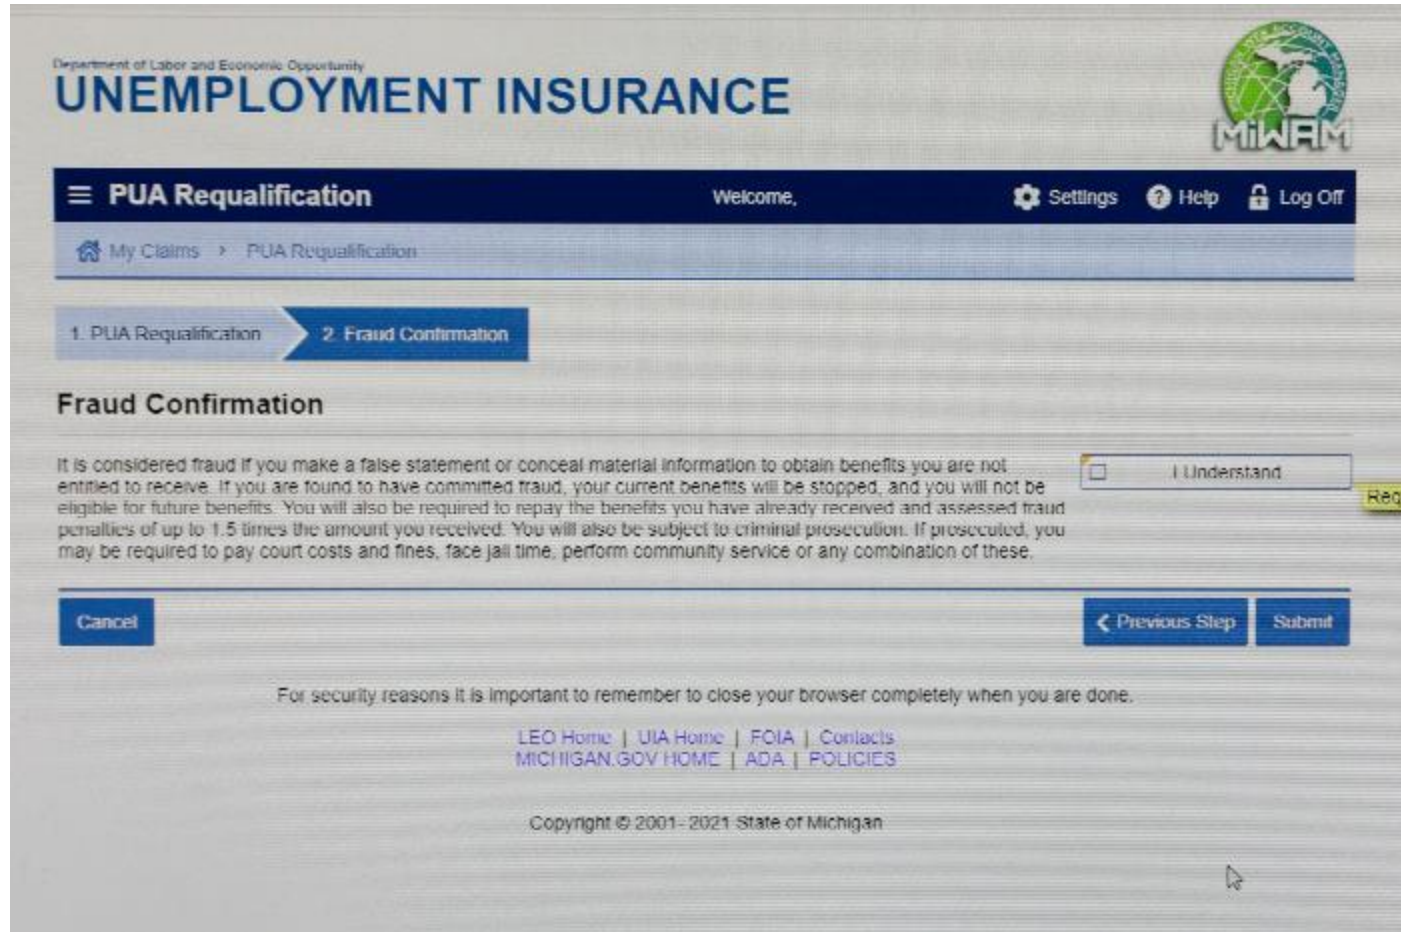 Department of Labor and Economic Opportunity
UNEMPLOYMENT INSURANCE
MiWAM
PUA Requalification
Welcome,
Settings
Help
Log Off
My Claims > PUA Requalification
1. PUA Requalification
2. Fraud Confirmation
Fraud Confirmation
It is considered fraud if you make a false statement or conceal material information to obtain benefits you are not
entitled to receive. If you are found to have committed fraud, your current benefits will be stopped, and you will not be
eligible for future benefits. You will also be required to repay the benefits you have already received and assessed fraud
penalties of up to 1.5 times the amount you received. You will also be subject to criminal prosecution. If prosecuted, you
may be required to pay court costs and fines, face jail time, perform community service or any combination of these.
I Understand
Req
Cancel
Previous Step
Submit
For security reasons it is important to remember to close your browser completely when you are done.
LEO Home | UIA Home | FOIA | Contacts
MICHIGAN.GOV HOME | ADA | POLICIES
Copyright © 2001-2021 State of Michigan